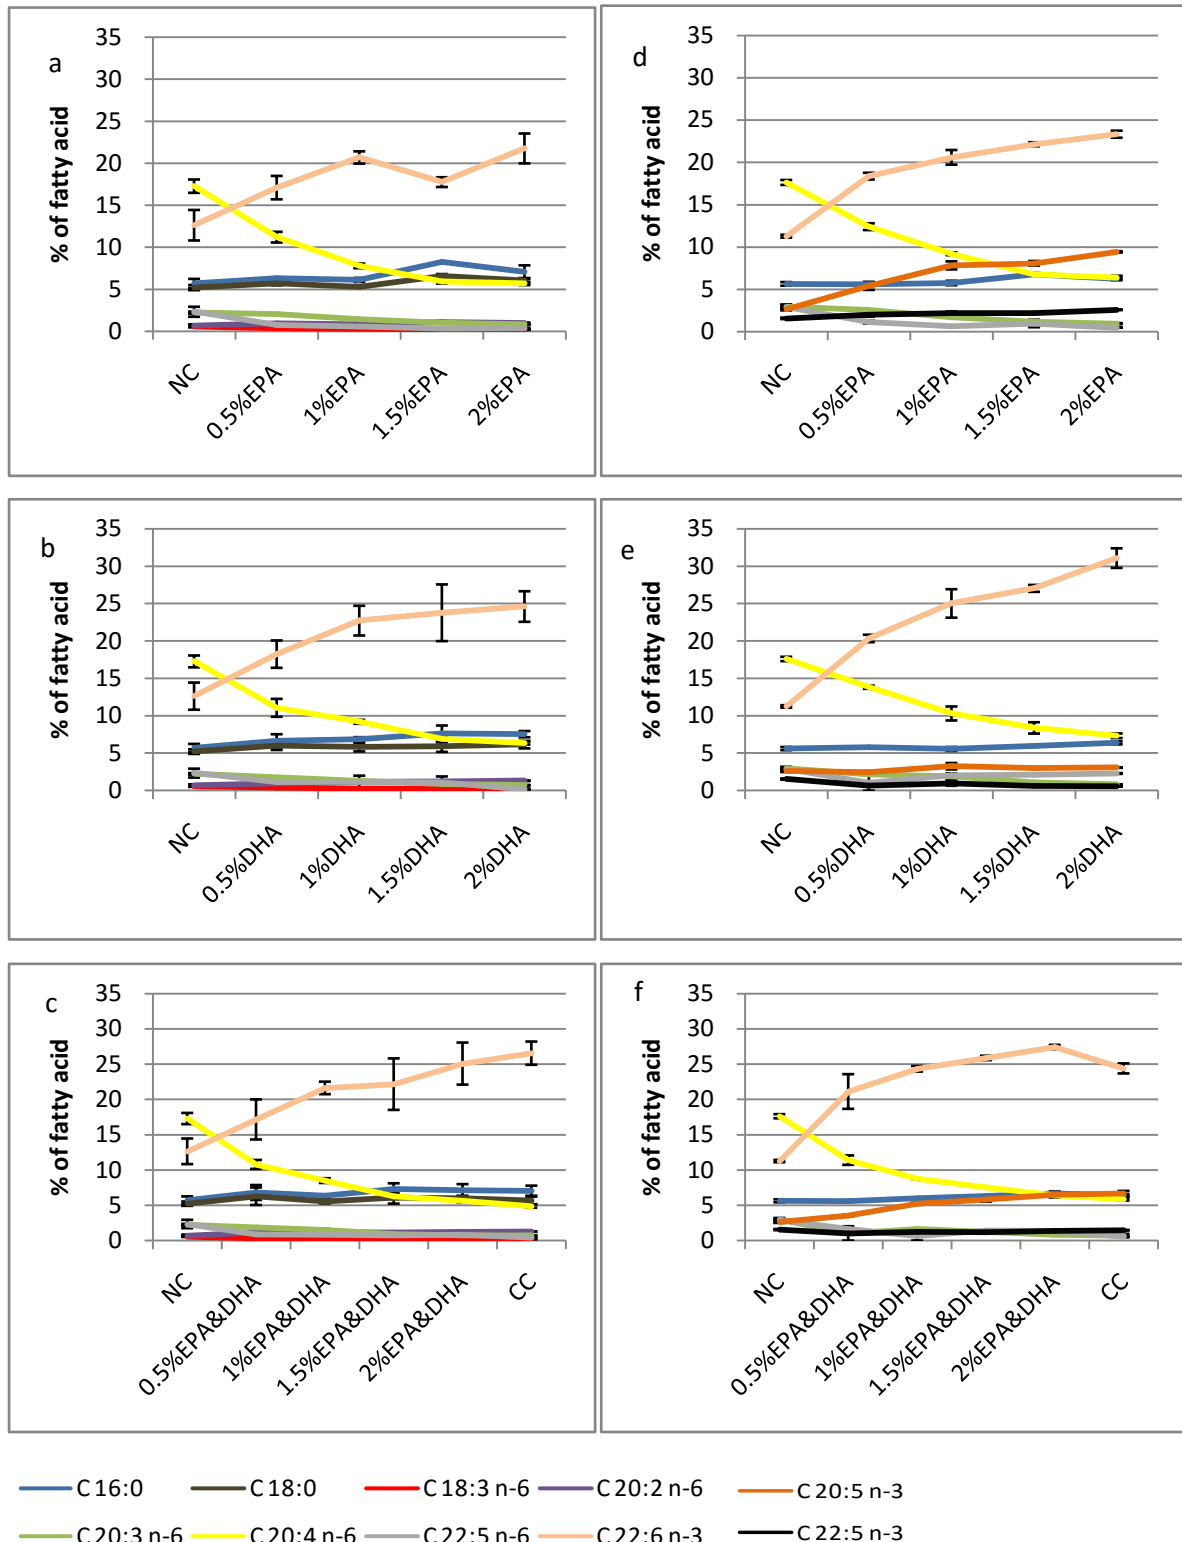 a
% of fatty acid
35
30
25
20
15
10
5
0
NC
0.5%EPA
1%EPA
1.5%EPA
2%EPA
d
% of fatty acid
35
30
25
20
15
10
5
0
NC
0.5%EPA
1%EPA
1.5%EPA
2%EPA
b
% of fatty acid
35
30
25
20
15
10
5
0
NC
0.5%DHA
1%DHA
1.5%DHA
2%DHA
e
% of fatty acid
35
30
25
20
15
10
5
0
NC
0.5%DHA
1%DHA
1.5%DHA
2%DHA
c
% of fatty acid
35
30
25
20
15
10
5
0
NC
0.5%EPA&DHA
1%EPA&DHA
1.5%EPA&DHA
2%EPA&DHA
CC
f
% of fatty acid
35
30
25
20
15
10
5
0
NC
0.5%EPA&DHA
1%EPA&DHA
1.5%EPA&DHA
2%EPA&DHA
CC
C16:0 C18:0 C18:3 n-6 C20:2 n-6 C20:5 n-3
C20:3 n-6 C20:4 n-6 C22:5 n-6 C22:6 n-3 C22:5 n-3